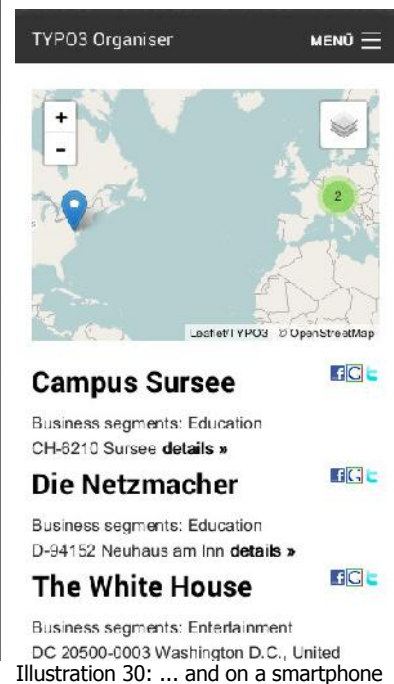 TYPO3 Organiser MENÜ
+
-
2
Leaflet/TYPO3 © OpenStreetMap
Campus Sursee
Business segments: Education
CH-6210 Sursee details »
Die Netzmacher
Business segments: Education
D-94152 Neuhaus am Inn details »
The White House
Business segments: Entertainment
DC 20500-0003 Washington D.C., United
Illustration 30: ... and on a smartphone